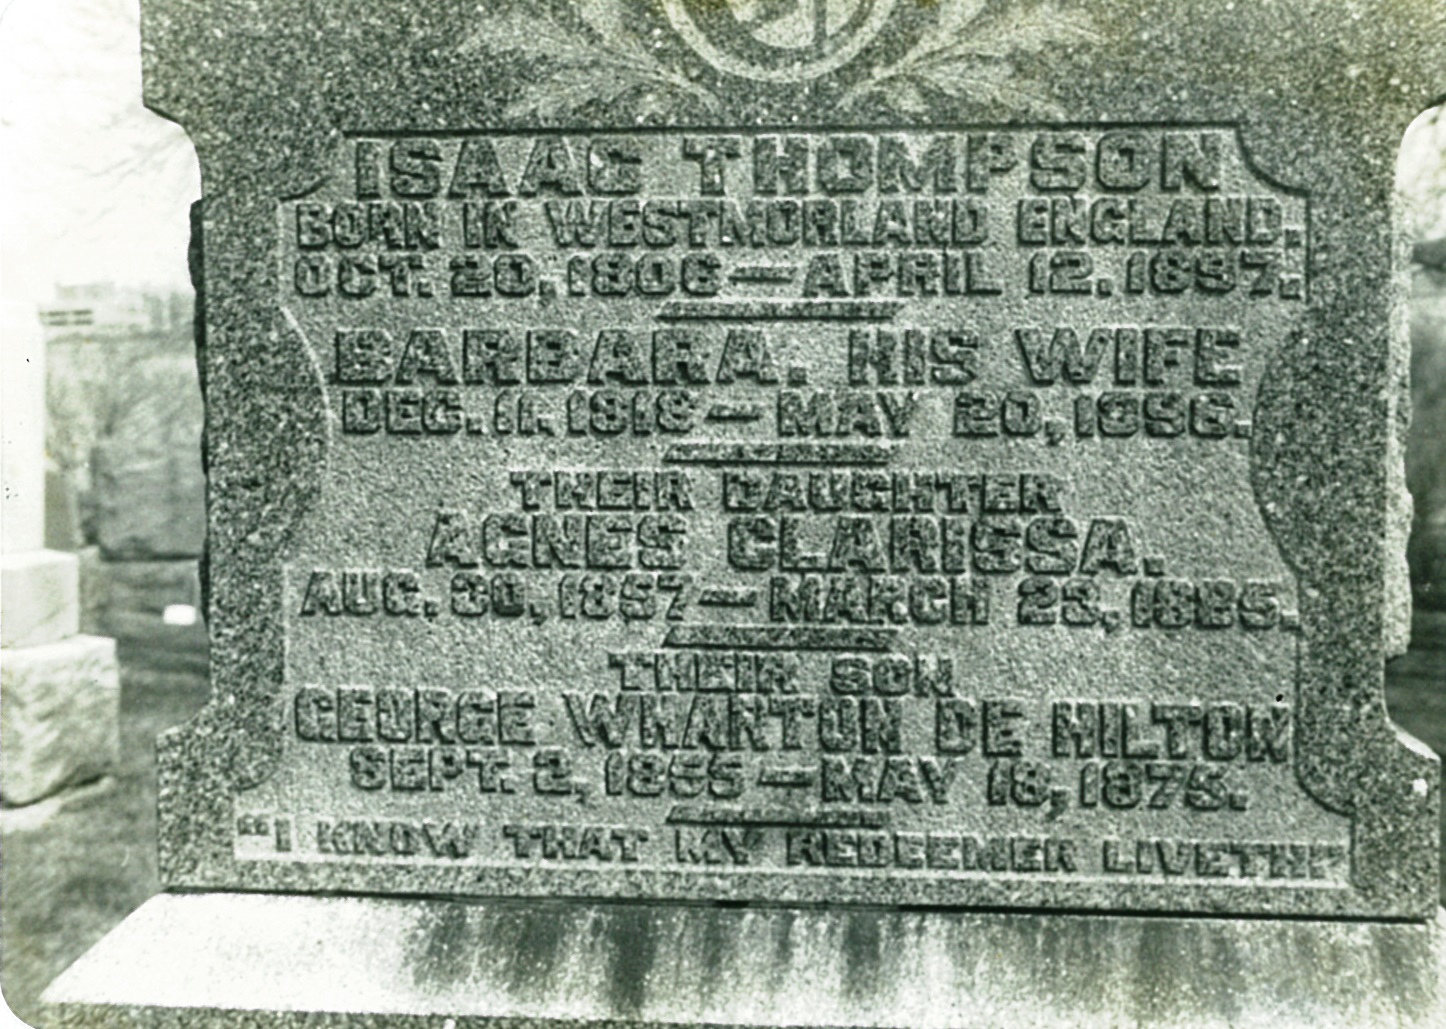 ISAAC THOMPSON
BORN IN WESTMORLAND ENGLAND,
OCT. 20, 1806 — APRIL 12, 1897.
BARBARA, HIS WIFE
DEC. 11, 1818 — MAY 20, 1896.
THEIR DAUGHTER
AGNES CLARISSA.
AUG. 30, 1857 — MARCH 23, 1885.
THEIR SON
GEORGE WHARTON DE HILTON
SEPT. 2, 1855 — MAY 18, 1875.
"I KNOW THAT MY REDEEMER LIVETH"